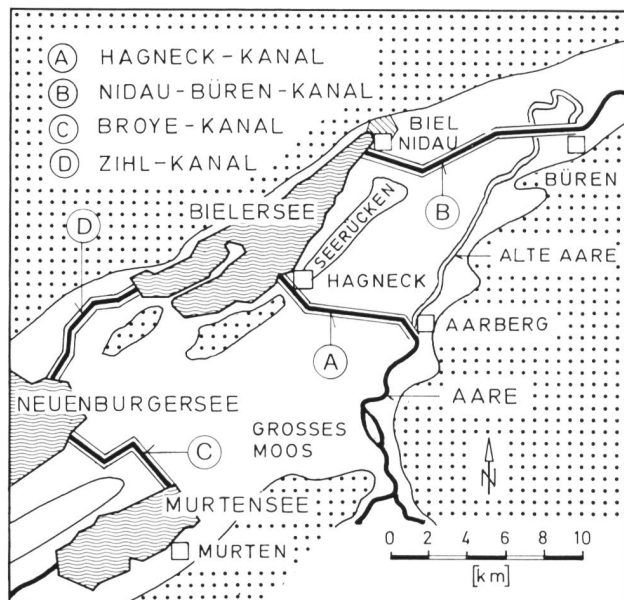 A HAGNECK-KANAL
B NIDAU-BÜREN-KANAL
C BROYE-KANAL
D ZIHL-KANAL
BIEL
NIDAU
BÜREN
B
BIELERSEE
SEERÜCKEN
D
ALTE AARE
HAGNECK
AARBERG
A
NEUENBURGERSEE
AARE
C
GROSSES
MOOS
N
MURTENSEE
MURTEN
0 2 4 6 8 10
[km]